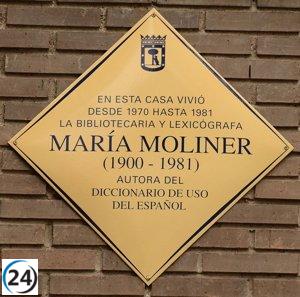 EN ESTA CASA VIVIÓ
DESDE 1970 HASTA 1981
LA BIBLIOTECARIA Y LEXICÓGRAFA
MARÍA MOLINER
(1900 - 1981)
AUTORA DEL
DICCIONARIO DE USO
DEL ESPAÑOL
24